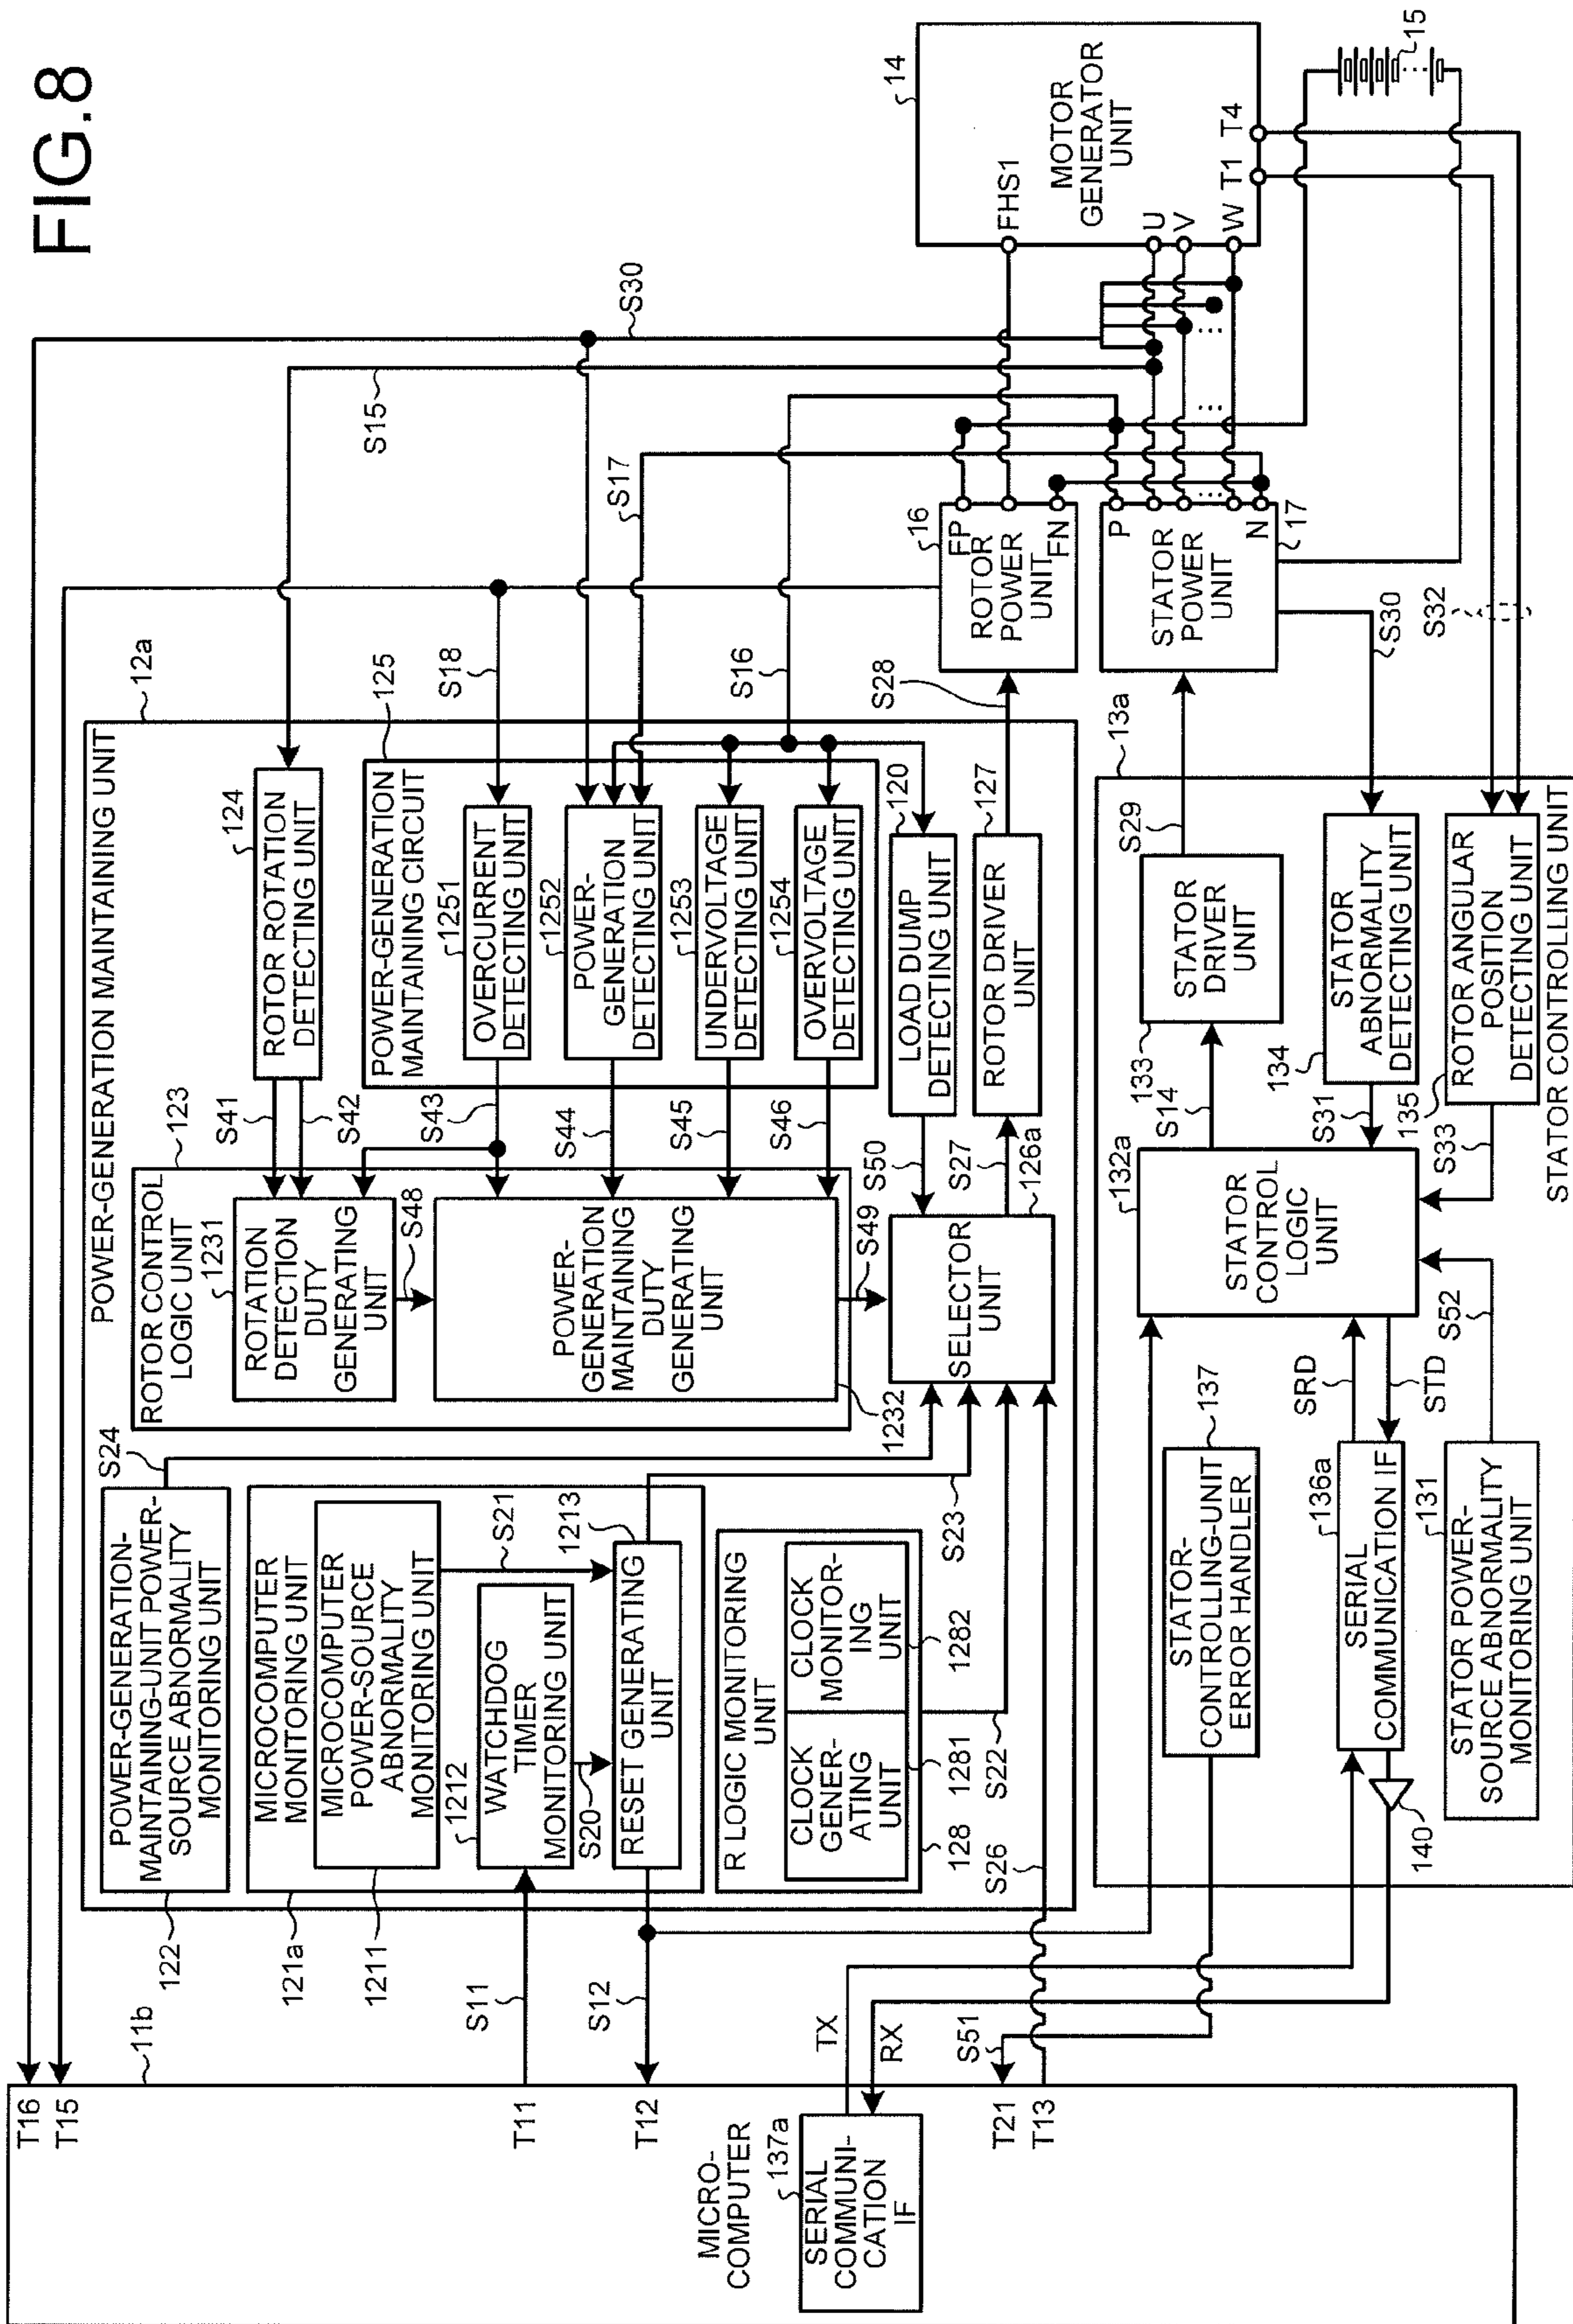 FIG.8
T16
T15
11b
T11
T12
MICRO-
COMPUTER
137a
SERIAL
COMMUNI-
CATION
IF
T21
T13
S11
S12
TX
RX
S51
S26
POWER-GENERATION MAINTAINING UNIT
12a
122
POWER-GENERATION-
MAINTAINING-UNIT POWER-
SOURCE ABNORMALITY
MONITORING UNIT
S24
121a
MICROCOMPUTER
MONITORING UNIT
1211
MICROCOMPUTER
POWER-SOURCE
ABNORMALITY
MONITORING UNIT
S21
1212
WATCHDOG
TIMER
MONITORING UNIT
S20
1213
RESET GENERATING
UNIT
S23
128
R LOGIC MONITORING
UNIT
CLOCK
GENER-
ATING
UNIT
CLOCK
MONITOR-
ING
UNIT
1281
1282
S22
123
ROTOR CONTROL
LOGIC UNIT
1231
ROTATION
DETECTION
DUTY
GENERATING
UNIT
S48
POWER-
GENERATION
MAINTAINING
DUTY
GENERATING
UNIT
1232
S49
SELECTOR
UNIT
126a
S41
S42
S43
S44
S45
S46
S50
S27
124
ROTOR ROTATION
DETECTING UNIT
125
POWER-GENERATION
MAINTAINING CIRCUIT
1251
OVERCURRENT
DETECTING UNIT
1252
POWER-
GENERATION
DETECTING UNIT
1253
UNDERVOLTAGE
DETECTING UNIT
1254
OVERVOLTAGE
DETECTING UNIT
120
LOAD DUMP
DETECTING UNIT
127
ROTOR DRIVER
UNIT
S15
S30
S17
S18
S16
S28
16
FP
ROTOR
POWER
UNIT
FN
P
STATOR
POWER
UNIT
N
17
14
FHS1
MOTOR
GENERATOR
UNIT
U
V
W
T1
T4
15
S30
S32
13a
STATOR CONTROLLING UNIT
137
STATOR-
CONTROLLING-UNIT
ERROR HANDLER
136a
SERIAL
COMMUNICATION IF
140
131
STATOR POWER-
SOURCE ABNORMALITY
MONITORING UNIT
SRD
STD
S52
132a
STATOR
CONTROL
LOGIC
UNIT
S14
S31
S33
133
STATOR
DRIVER
UNIT
S29
134
STATOR
ABNORMALITY
DETECTING UNIT
135
ROTOR ANGULAR
POSITION
DETECTING UNIT